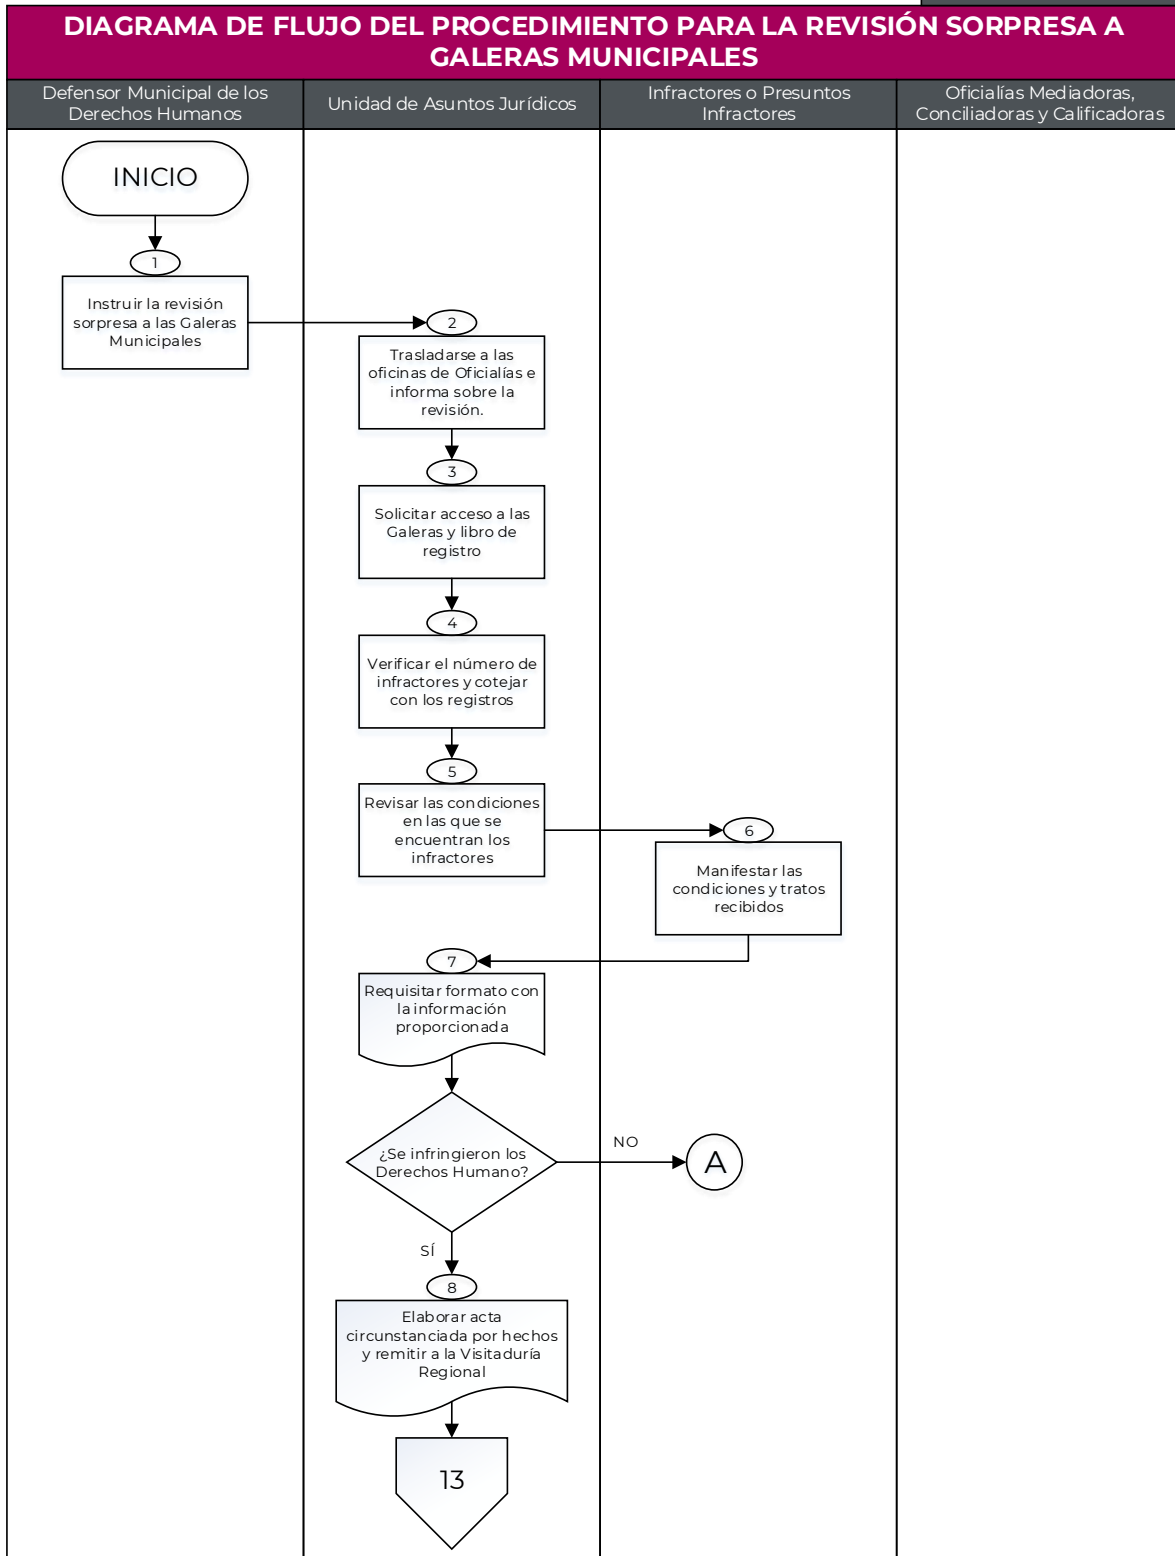 DIAGRAMA DE FLUJO DEL PROCEDIMIENTO PARA LA REVISIÓN SORPRESA A
GALERAS MUNICIPALES
Defensor Municipal de los
Derechos Humanos
Unidad de Asuntos Jurídicos
Infractores o Presuntos
Infractores
Oficialías Mediadoras,
Conciliadoras y Calificadoras
INICIO
1
Instruir la revisión
sorpresa a las Galeras
Municipales
2
Trasladarse a las
oficinas de Oficialías e
informa sobre la
revisión.
3
Solicitar acceso a las
Galeras y libro de
registro
4
Verificar el número de
infractores y cotejar
con los registros
5
Revisar las condiciones
en las que se
encuentran los
infractores
6
Manifestar las
condiciones y tratos
recibidos
7
Requisitar formato con
la información
proporcionada
¿Se infringieron los
Derechos Humano?
NO
A
SÍ
8
Elaborar acta
circunstanciada por hechos
y remitir a la Visitaduría
Regional
13